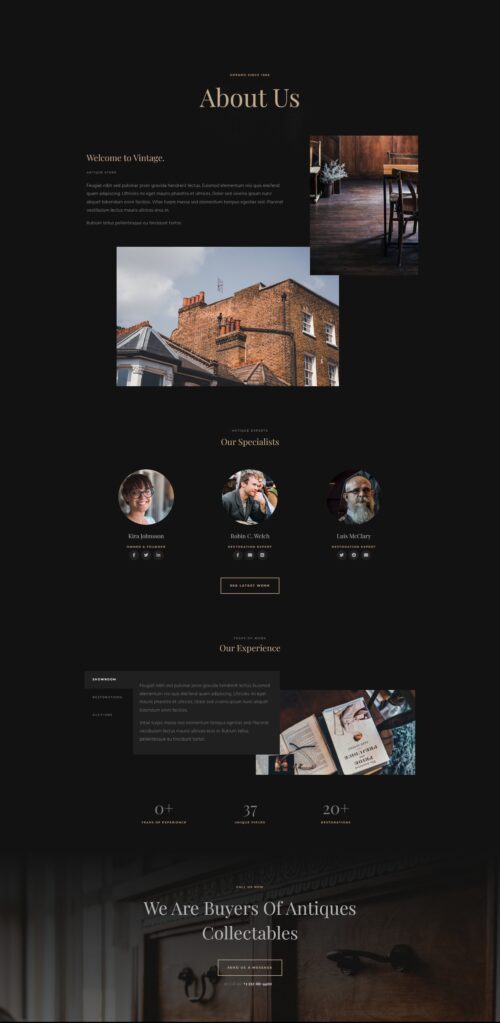 OPENED SINCE
About Us
Welcome to Vintage.
ANTIQUE STORE
Feugiat nibh sed pulvinar proin gravida hendrerit lectus. Euismod elementum nisi quis eleifend
quam adipiscing. Ultricies mi eget mauris pharetra et ultrices. Dolor sed viverra ipsum nunc
aliquet bibendum enim facilisis. Vitae turpis massa sed elementum tempus egestas sed. Placerat
vestibulum lectus mauris ultrices eros in.
Rutrum tellus pellentesque eu tincidunt tortor.
ANTIQUE EXPERTS
Our Specialists
Kira Johnsson
OWNER & FOUNDER
Robin C. Welch
RESTORATION EXPERT
Luis McClary
RESTORATION EXPERT
SEE LATEST WORK
YEARS OF WORK
Our Experience
SHOWROOM
RESTORATIONS
AUCTIONS
Feugiat nibh sed pulvinar proin gravida hendrerit lectus. Euismod
elementum nisi quis eleifend quam adipiscing. Ultricies mi eget
mauris pharetra et ultrices. Dolor sed viverra ipsum nunc aliquet
bibendum enim facilisis.
Vitae turpis massa sed elementum tempus egestas sed. Placerat
vestibulum lectus mauris ultrices eros in. Rutrum tellus
pellentesque eu tincidunt tortor.
PRIDE
PREJUDICE
0+
YEARS OF EXPERIENCE
37
UNIQUE PIECES
20+
RESTORATIONS
CALL US NOW
We Are Buyers Of Antiques
Collectables
SEND US A MESSAGE